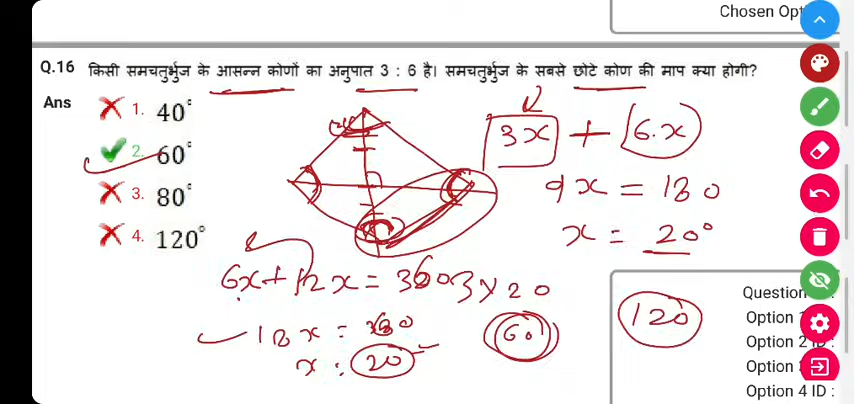 Chosen Opt
Q.16 किसी समचतुर्भुज के आसन्न कोणों का अनुपात 3 : 6 है। समचतुर्भुज के सबसे छोटे कोण की माप क्या होगी?
Ans 1. 40°
2. 60°
3. 80°
4. 120°
3x + 6.x
9x = 180
x = 20°
6x + 12x = 360
3 x 20
18x = 360
x = 20
60
120
Question
Option
Option 2 ID :
Option
Option 4 ID :